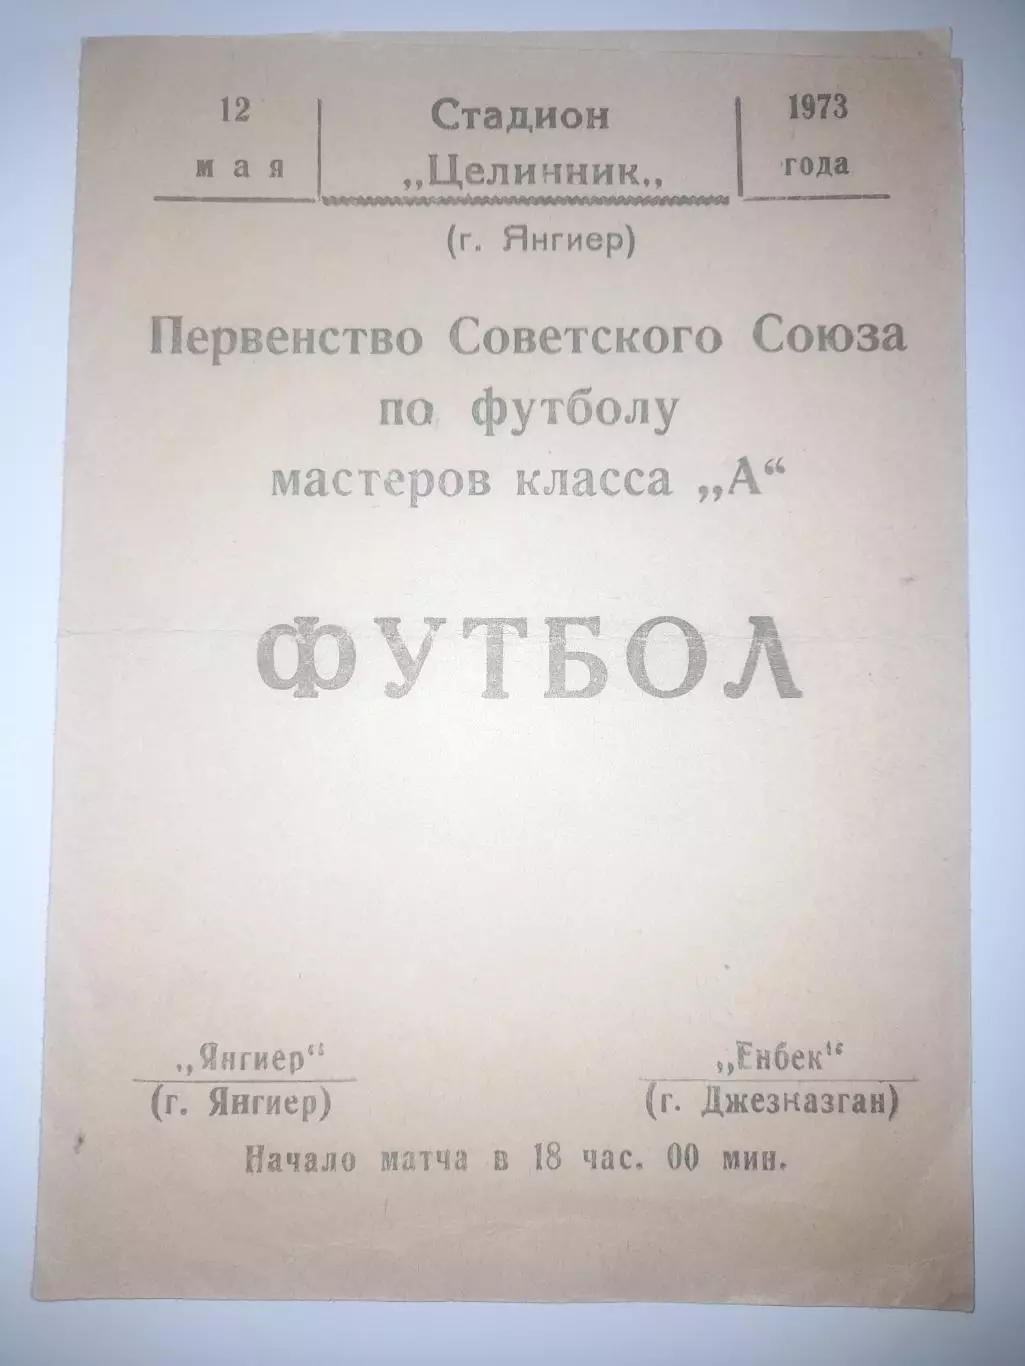 12 мая
Стадион
„Целинник„
1973 года
(г. Янгиер)
Первенство Советского Союза
по футболу
мастеров класса „А“
ФУТБОЛ
„Янгиер“
(г. Янгиер)
„Енбек“
(г. Джезказган)
Начало матча в 18 час. 00 мин.